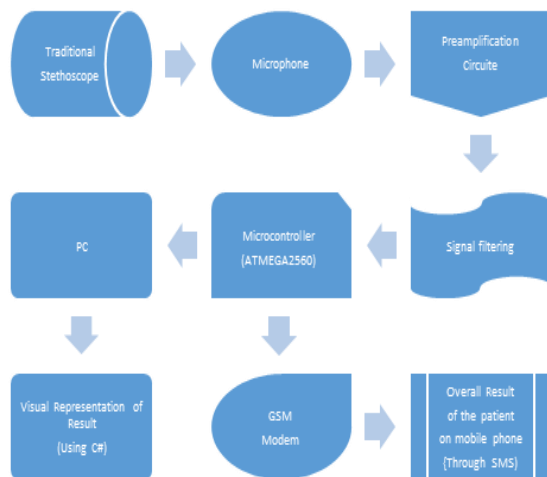 Traditional
Stethoscope
Microphone
Preamplification
Circuite
PC
Microcontroller
(ATMEGA2560)
Signal filtering
Visual Representation of
Result
(Using C#)
GSM
Modem
Overall Result
of the patient
on mobile phone
(Through SMS)